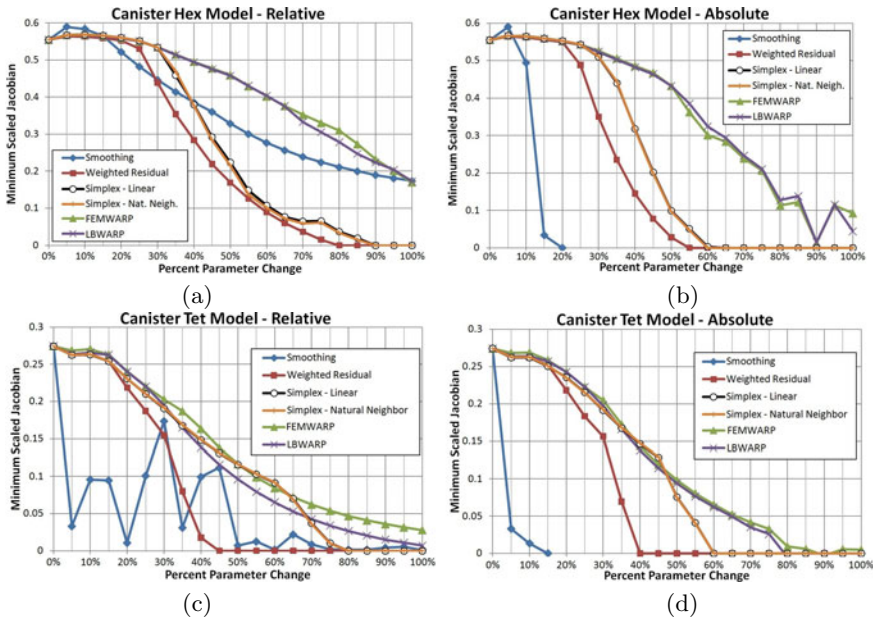 Canister Hex Model - Relative
Minimum Scaled Jacobian
0.6
0.5
0.4
0.3
0.2
0.1
0
Smoothing
Weighted Residual
Simplex - Linear
Simplex - Nat. Neigh.
FEMWARP
LBWARP
0% 10% 20% 30% 40% 50% 60% 70% 80% 90% 100%
Percent Parameter Change
(a)
Canister Hex Model - Absolute
Minimum Scaled Jacobian
0.6
0.5
0.4
0.3
0.2
0.1
0
Smoothing
Weighted Residual
Simplex - Linear
Simplex - Nat. Neigh.
FEMWARP
LBWARP
0% 10% 20% 30% 40% 50% 60% 70% 80% 90% 100%
Percent Parameter Change
(b)
Canister Tet Model - Relative
Minimum Scaled Jacobian
0.3
0.25
0.2
0.15
0.1
0.05
0
Smoothing
Weighted Residual
Simplex - Linear
Simplex - Natural Neighbor
FEMWARP
LBWARP
0% 10% 20% 30% 40% 50% 60% 70% 80% 90% 100%
Percent Parameter Change
(c)
Canister Tet Model - Absolute
Minimum Scaled Jacobian
0.3
0.25
0.2
0.15
0.1
0.05
0
Smoothing
Weighted Residual
Simplex - Linear
Simplex - Natural Neighbor
FEMWARP
LBWARP
0% 10% 20% 30% 40% 50% 60% 70% 80% 90% 100%
Percent Parameter Change
(d)